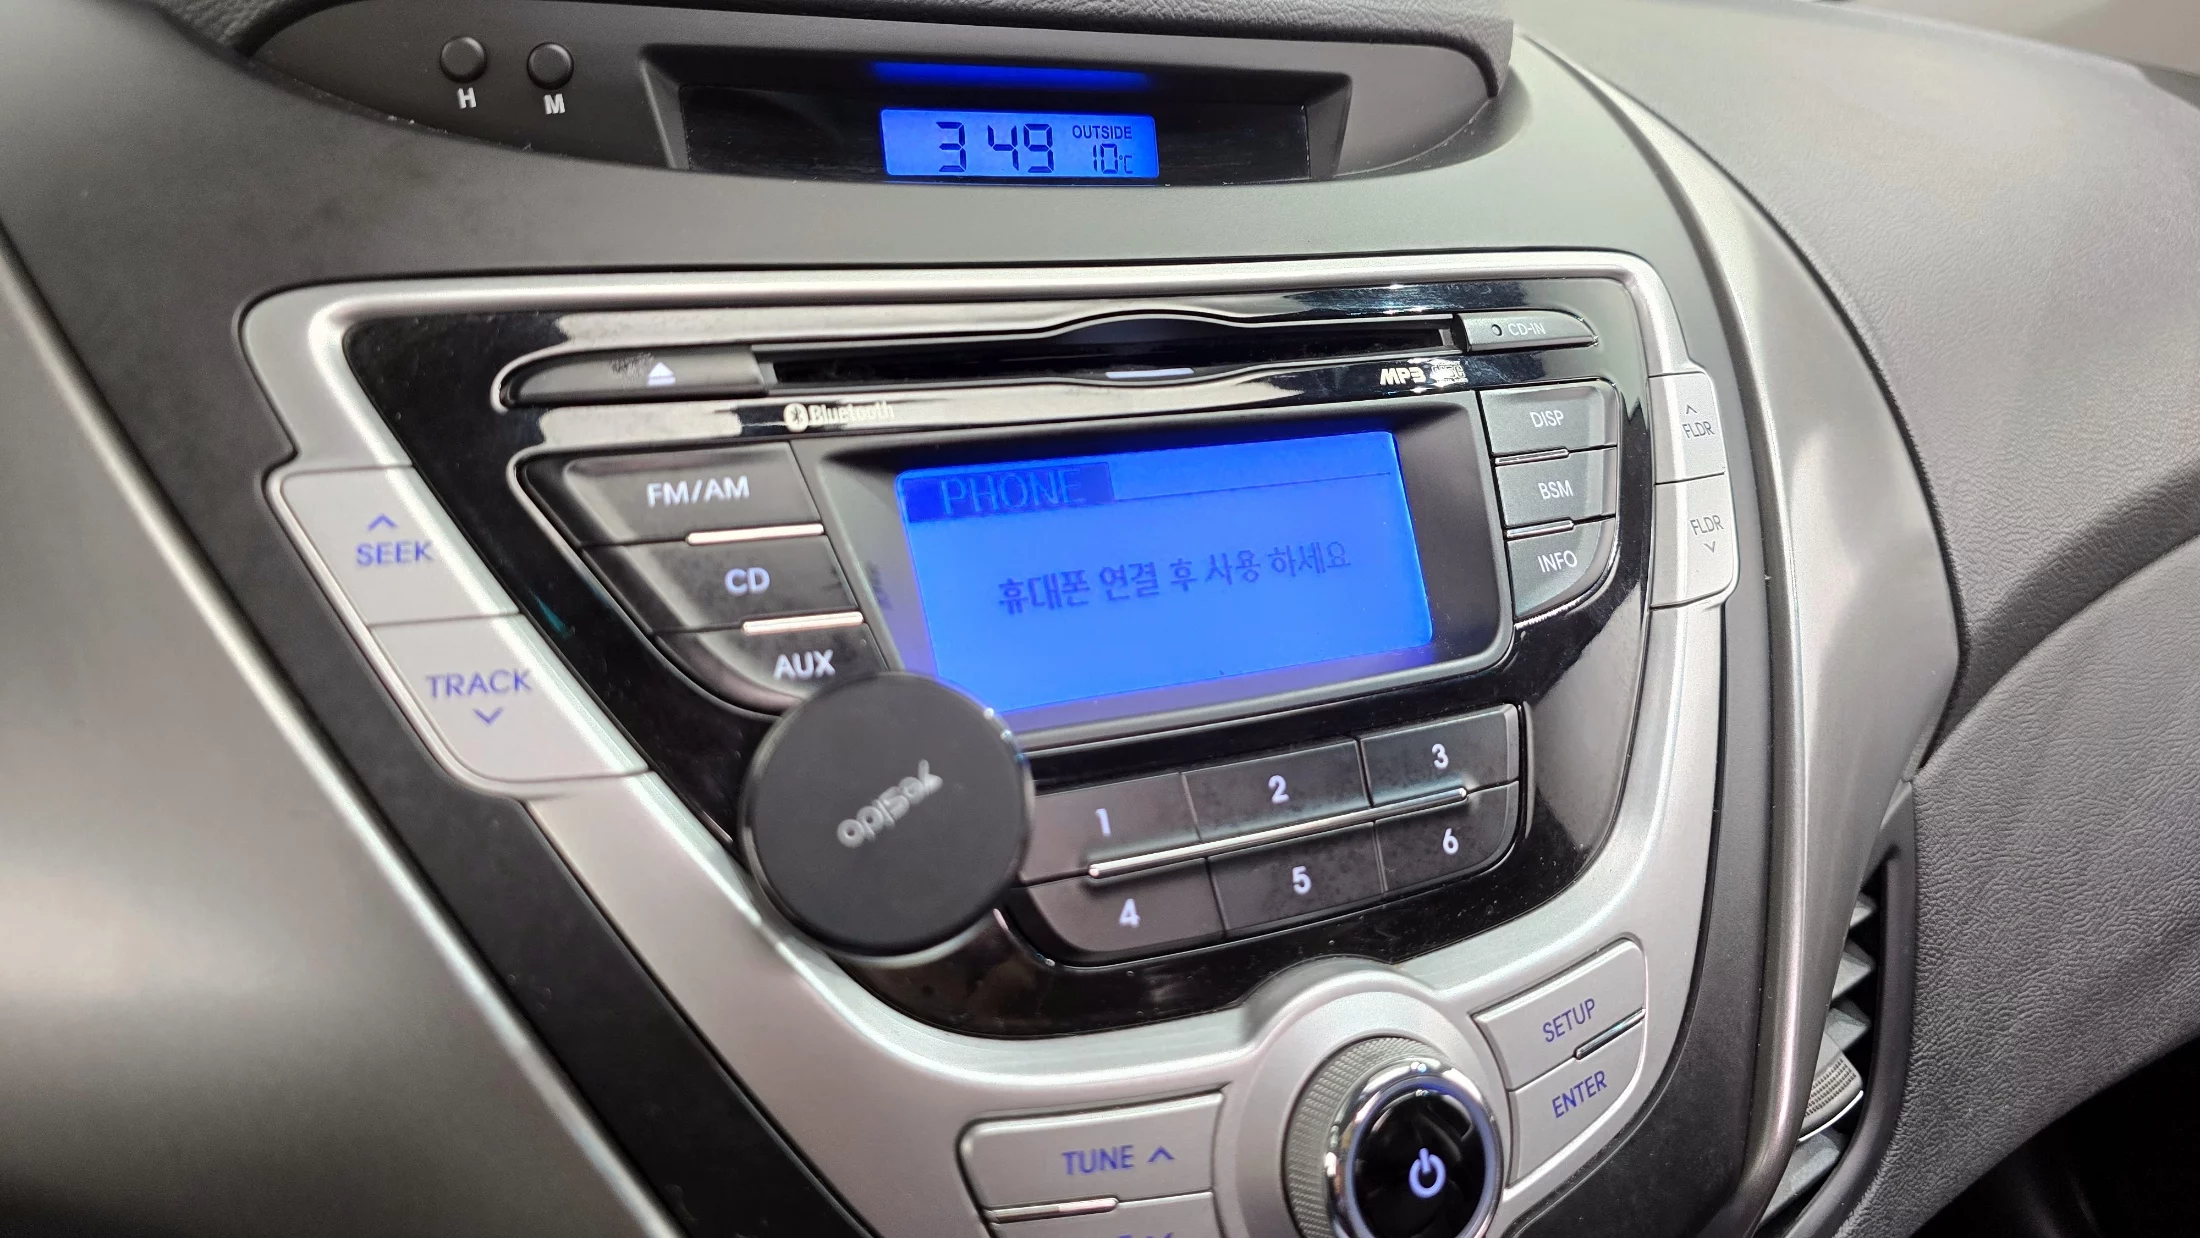 H M
3 49 OUTSIDE 10°C
CD-IN
MP3
Bluetooth
DISP
FLDR
FM/AM
PHONE
BSM
SEEK
CD
휴대폰 연결 후 사용 하세요
INFO
FLDR
AUX
TRACK
yesido
1 2 3
4 5 6
SETUP
ENTER
TUNE